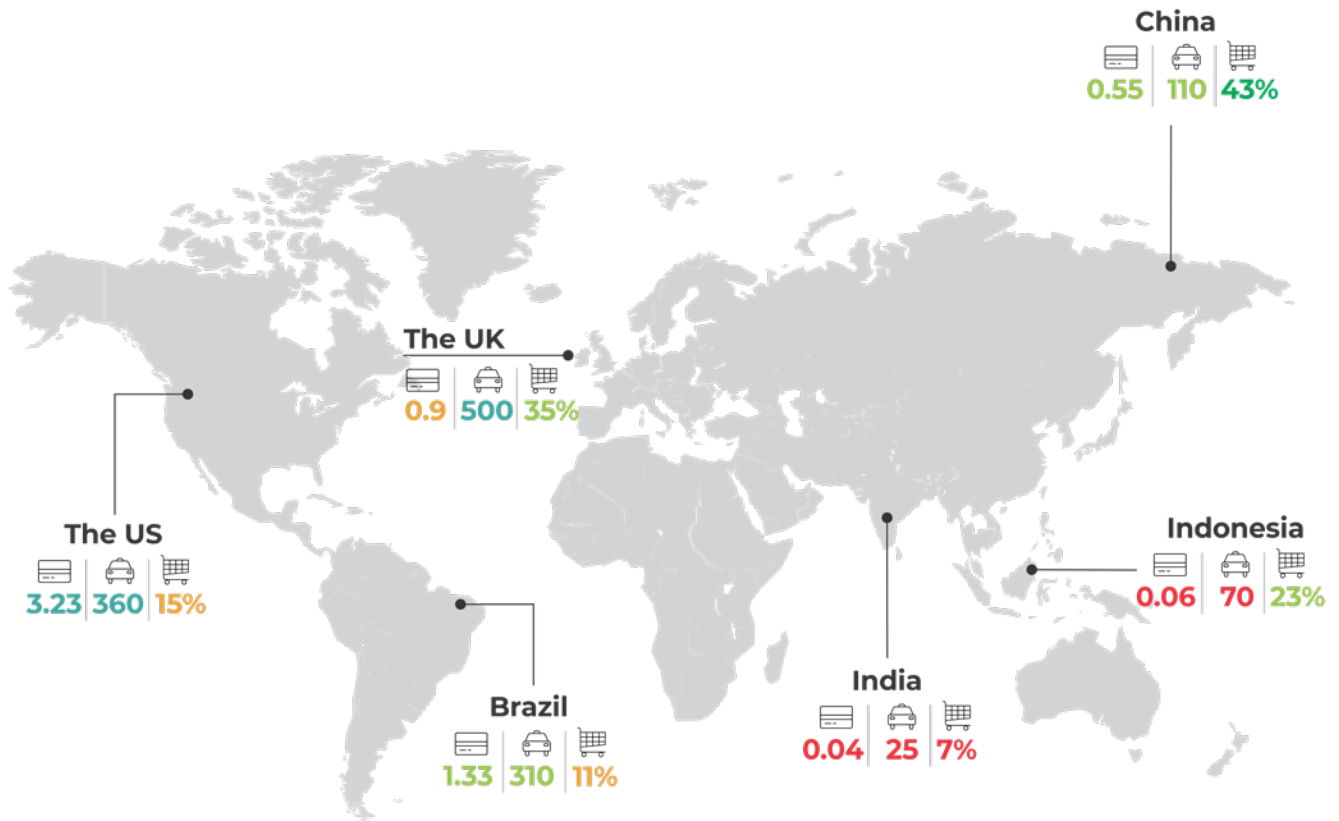 China
0.55 110 43%
The UK
0.9 500 35%
The US
3.23 360 15%
Indonesia
0.06 70 23%
India
0.04 25 7%
Brazil
1.33 310 11%